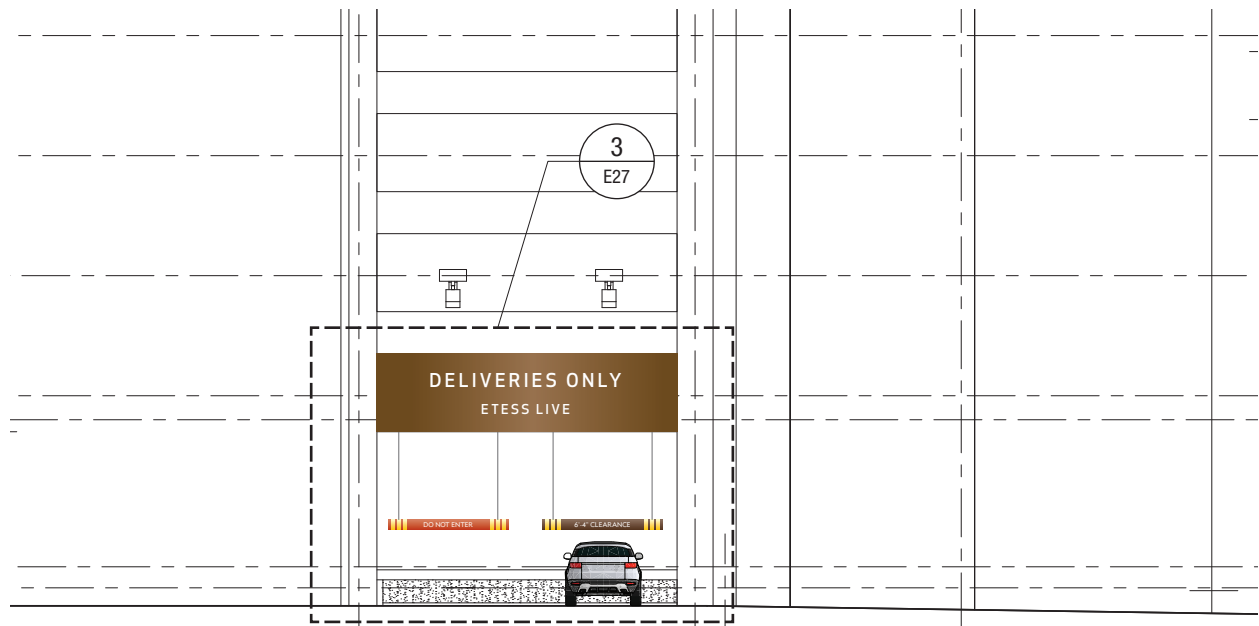 3
E27
DELIVERIES ONLY
ETESS LIVE
DO NOT ENTER
6'-4" CLEARANCE